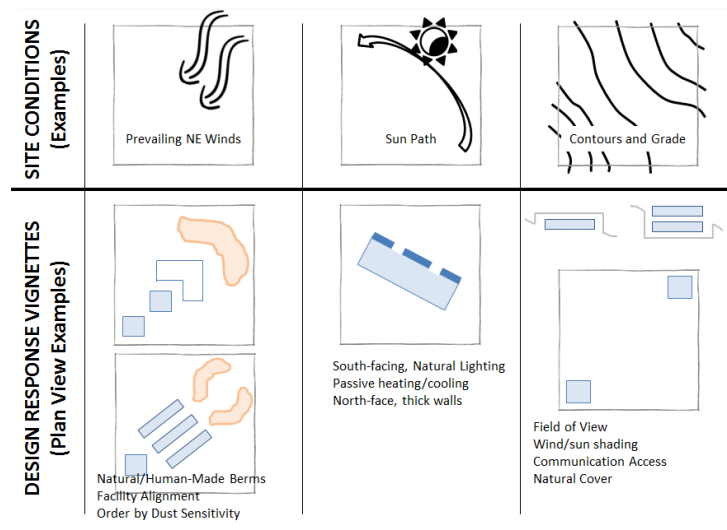 SITE CONDITIONS
(Examples)
Prevailing NE Winds
Sun Path
Contours and Grade
DESIGN RESPONSE VIGNETTES
(Plan View Examples)
Natural/Human-Made Berms
Facility Alignment
Order by Dust Sensitivity
South-facing, Natural Lighting
Passive heating/cooling
North-face, thick walls
Field of View
Wind/sun shading
Communication Access
Natural Cover